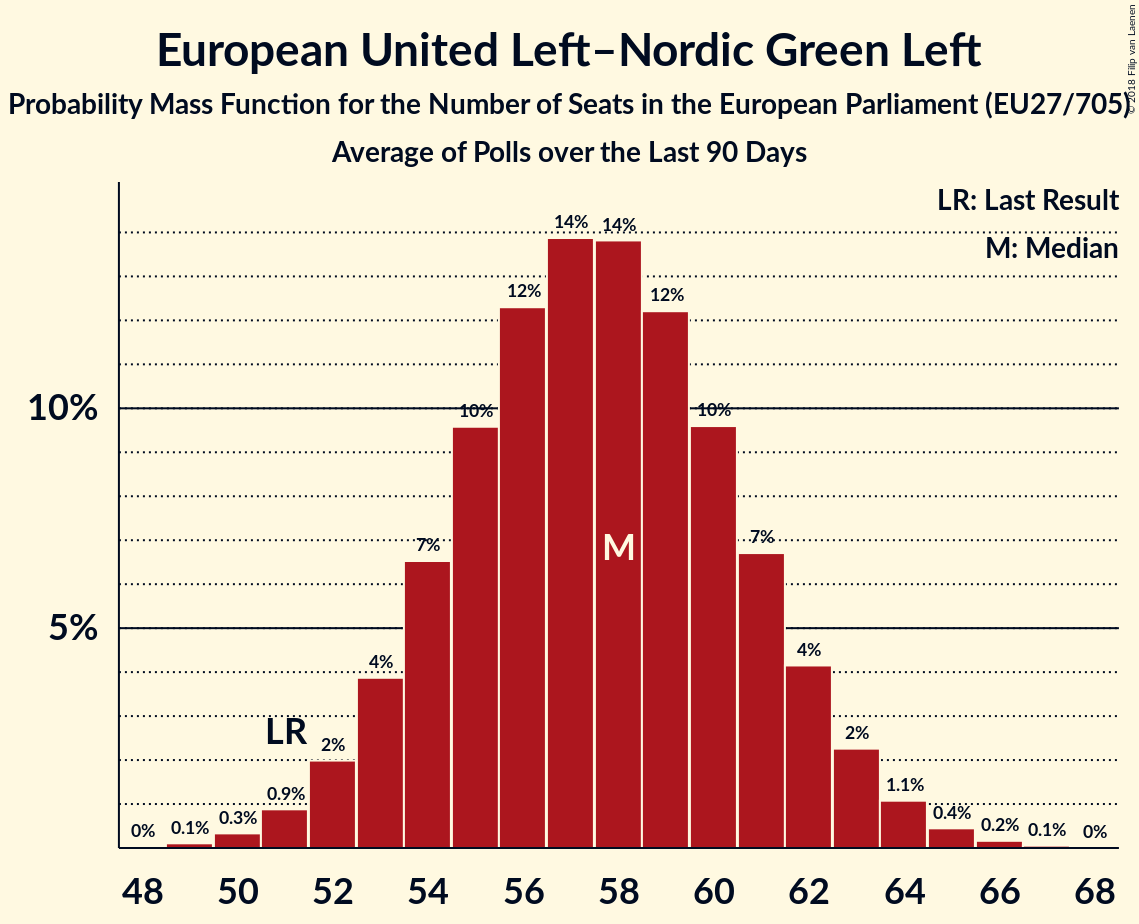 European United Left–Nordic Green Left
Probability Mass Function for the Number of Seats in the European Parliament (EU27/705)
Average of Polls over the Last 90 Days
© 2018 Filip van Laenen
LR: Last Result
M: Median
14% 14%
12% 12%
10%
10% 10%
7% 7%
M
5%
4% 4%
LR 2% 2%
0% 0.1% 0.3% 0.9% 1.1% 0.4% 0.2% 0.1% 0%
48 50 52 54 56 58 60 62 64 66 68